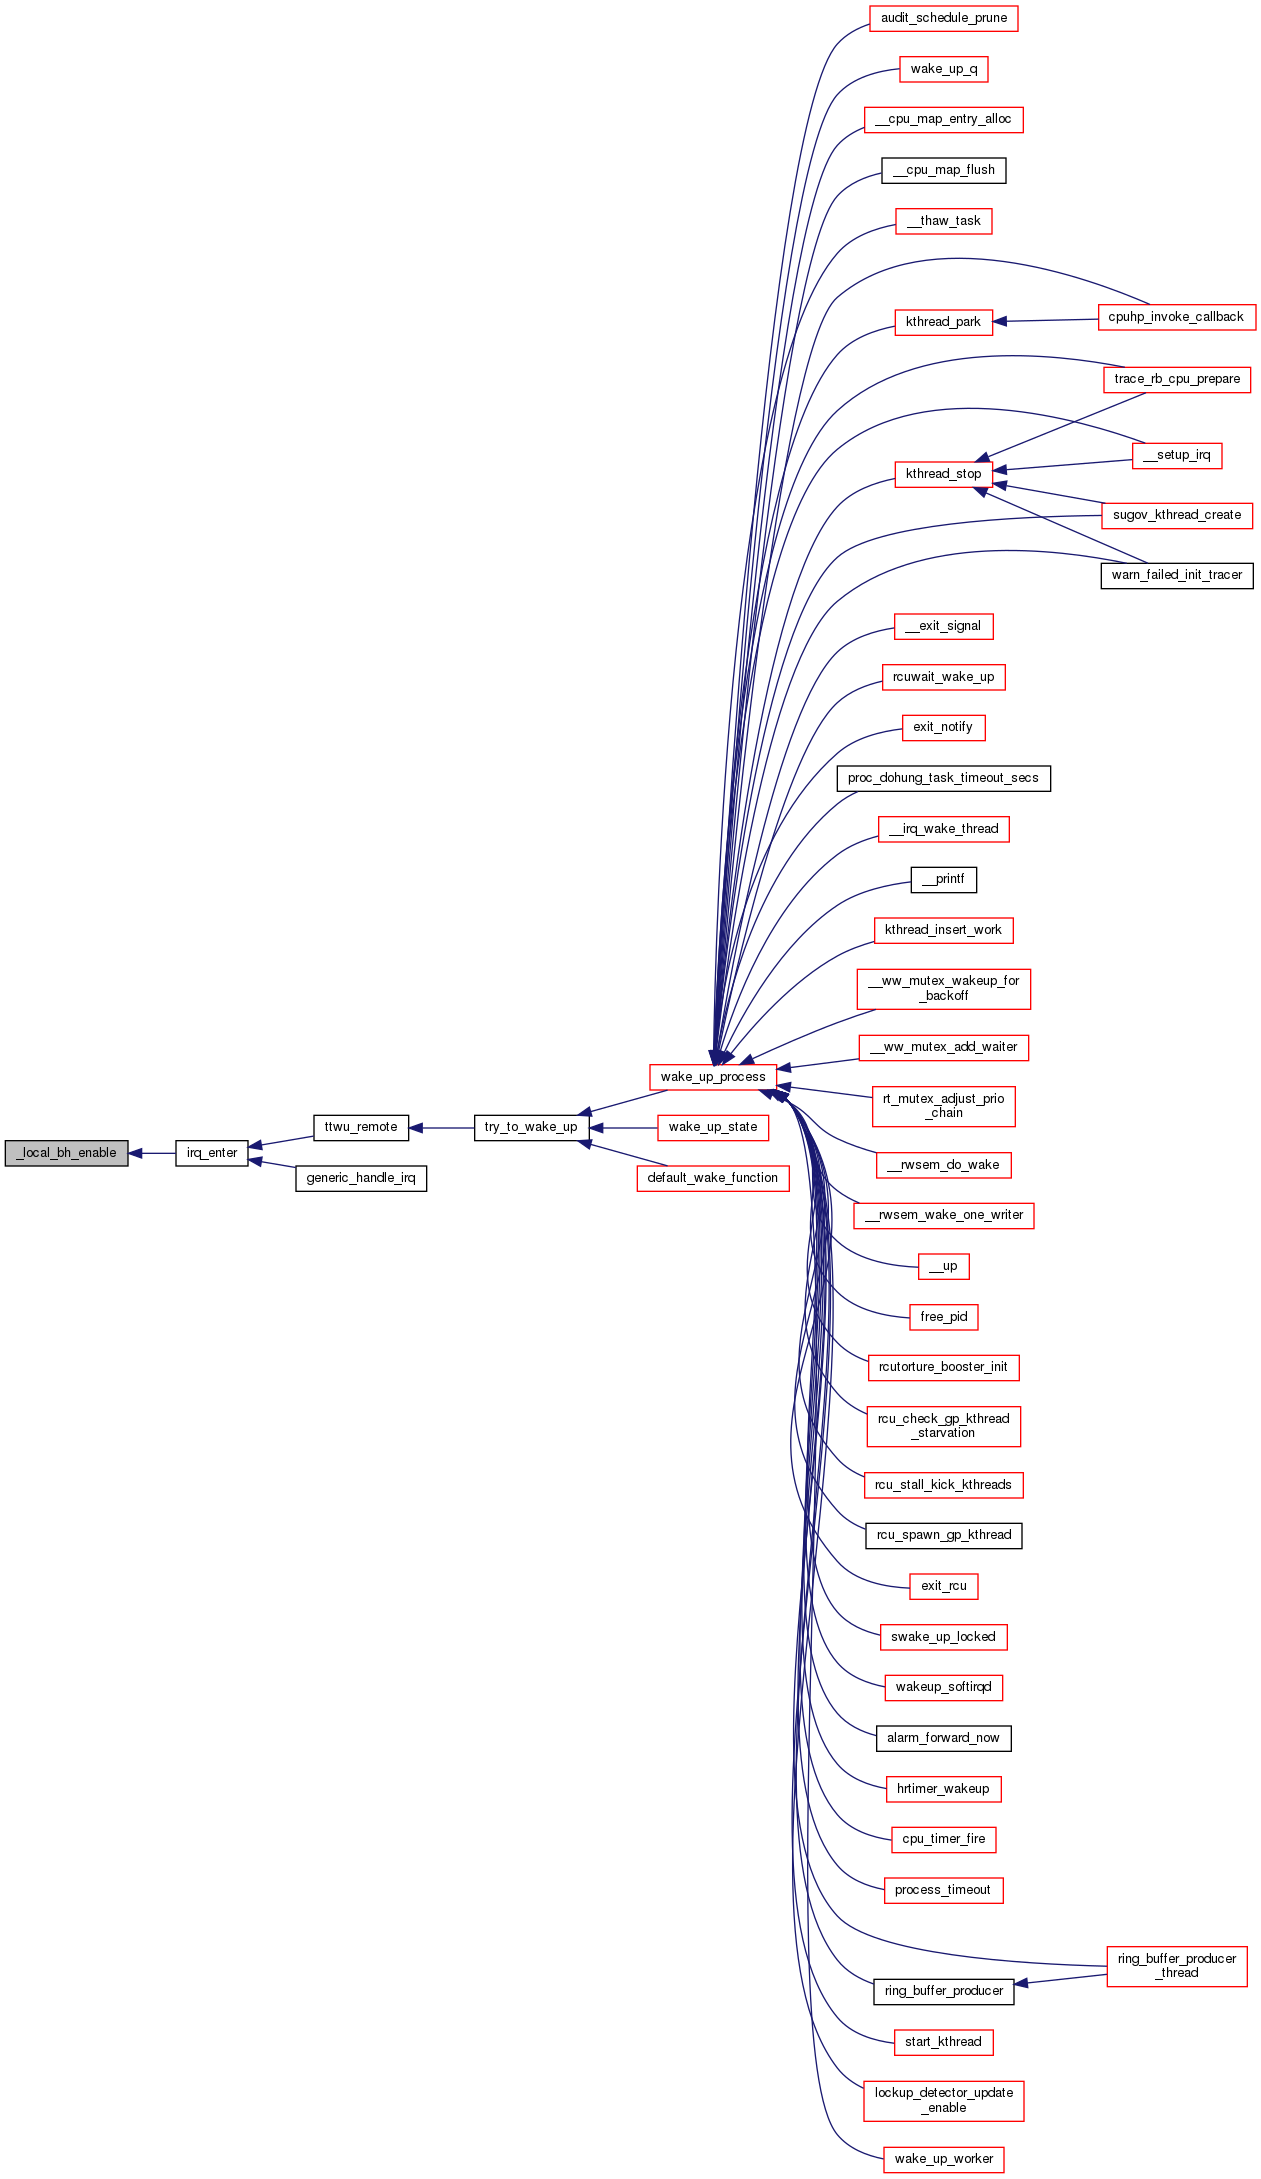 audit_schedule_prune
wake_up_q
__cpu_map_entry_alloc
__cpu_map_flush
__thaw_task
cpuhp_invoke_callback
kthread_park
trace_rb_cpu_prepare
__setup_irq
kthread_stop
sugov_kthread_create
warn_failed_init_tracer
__exit_signal
rcuwait_wake_up
exit_notify
proc_dohung_task_timeout_secs
__irq_wake_thread
__printf
kthread_insert_work
__ww_mutex_wakeup_for
_backoff
__ww_mutex_add_waiter
wake_up_process
rt_mutex_adjust_prio
_chain
ttwu_remote
try_to_wake_up
wake_up_state
_local_bh_enable
irq_enter
__rwsem_do_wake
generic_handle_irq
default_wake_function
__rwsem_wake_one_writer
__up
free_pid
rcutorture_booster_init
rcu_check_gp_kthread
_starvation
rcu_stall_kick_kthreads
rcu_spawn_gp_kthread
exit_rcu
swake_up_locked
wakeup_softirqd
alarm_forward_now
hrtimer_wakeup
cpu_timer_fire
process_timeout
ring_buffer_producer
_thread
ring_buffer_producer
start_kthread
lockup_detector_update
_enable
wake_up_worker